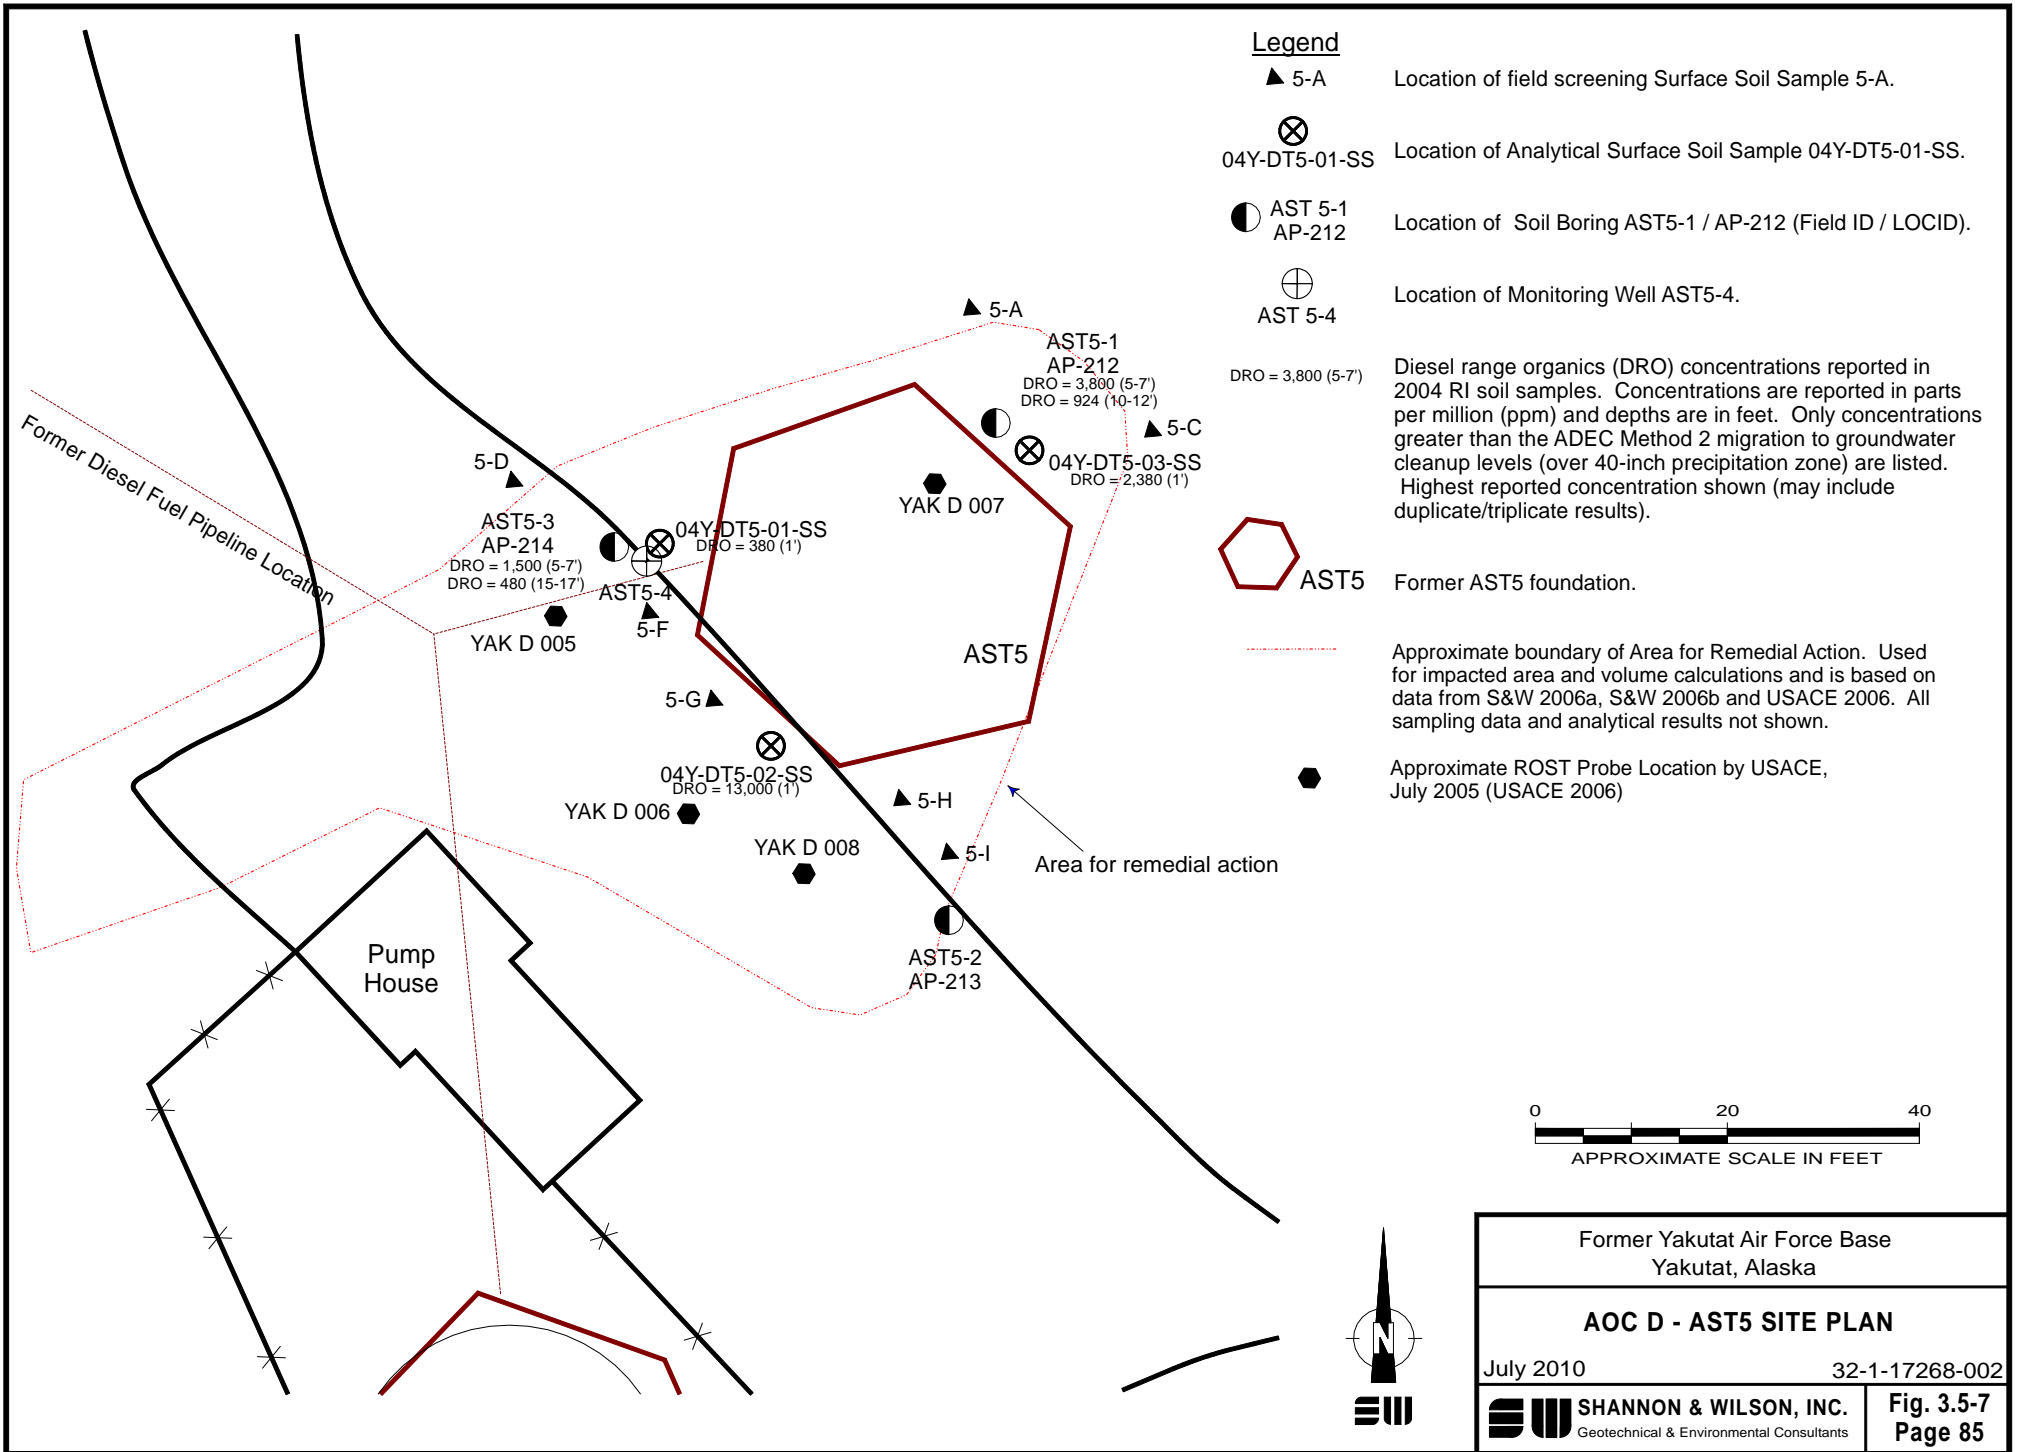 Legend
5-A
Location of field screening Surface Soil Sample 5-A.
04Y-DT5-01-SS
Location of Analytical Surface Soil Sample 04Y-DT5-01-SS.
AST 5-1
AP-212
Location of Soil Boring AST5-1 / AP-212 (Field ID / LOCID).
AST 5-4
Location of Monitoring Well AST5-4.
DRO = 3,800 (5-7')
Diesel range organics (DRO) concentrations reported in
2004 RI soil samples. Concentrations are reported in parts
per million (ppm) and depths are in feet. Only concentrations
greater than the ADEC Method 2 migration to groundwater
cleanup levels (over 40-inch precipitation zone) are listed.
Highest reported concentration shown (may include
duplicate/triplicate results).
AST5
Former AST5 foundation.
Approximate boundary of Area for Remedial Action. Used
for impacted area and volume calculations and is based on
data from S&W 2006a, S&W 2006b and USACE 2006. All
sampling data and analytical results not shown.
Approximate ROST Probe Location by USACE,
July 2005 (USACE 2006)
5-A
AST5-1
AP-212
DRO = 3,800 (5-7')
DRO = 924 (10-12')
5-C
04Y-DT5-03-SS
DRO = 2,380 (1')
YAK D 007
Former Diesel Fuel Pipeline Location
5-D
AST5-3
AP-214
DRO = 1,500 (5-7')
DRO = 480 (15-17')
04Y-DT5-01-SS
DRO = 380 (1')
AST5-4
5-F
YAK D 005
AST5
5-G
04Y-DT5-02-SS
DRO = 13,000 (1')
YAK D 006
YAK D 008
5-H
5-I
Area for remedial action
AST5-2
AP-213
Pump
House
0 20 40
APPROXIMATE SCALE IN FEET
N
Former Yakutat Air Force Base
Yakutat, Alaska
AOC D - AST5 SITE PLAN
July 2010
32-1-17268-002
SHANNON & WILSON, INC.
Geotechnical & Environmental Consultants
Fig. 3.5-7
Page 85